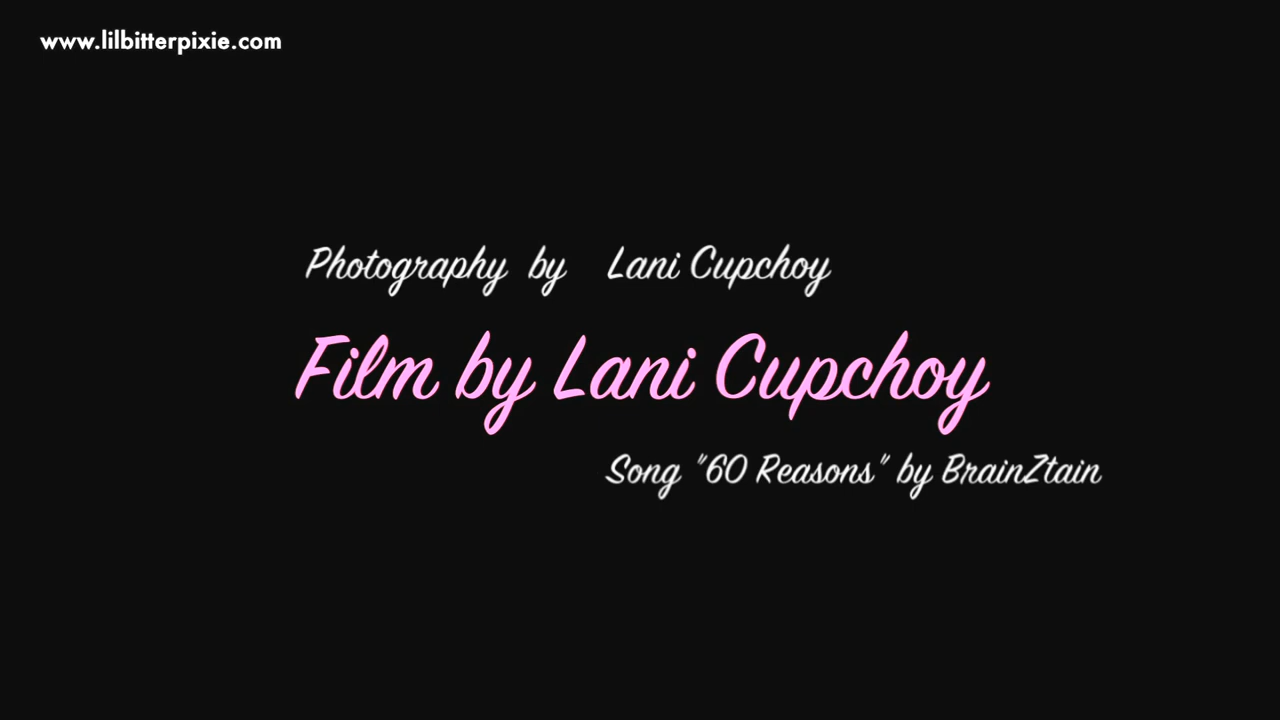 www.lilbitterpixie.com
Photography by Lani Cupchoy
Film by Lani Cupchoy
Song "60 Reasons" by BrainZtain